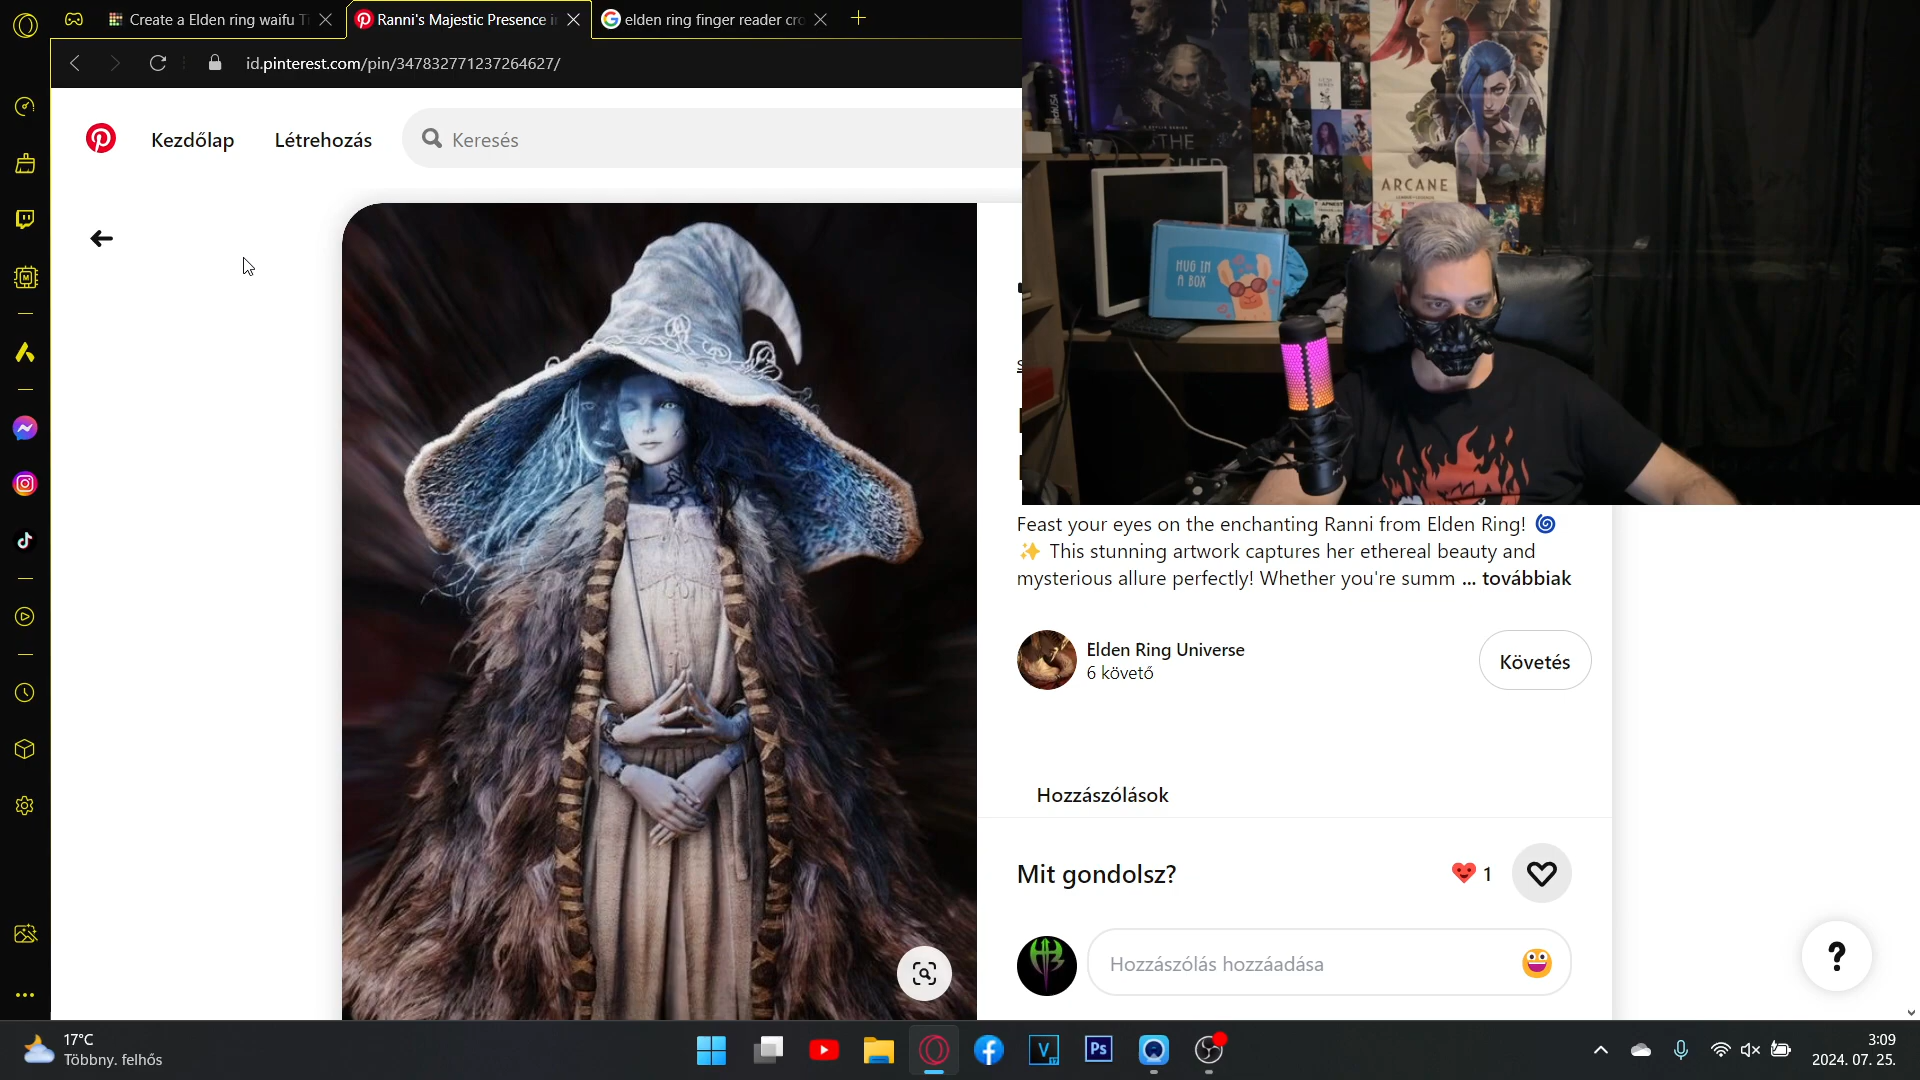 Create a Elden ring waifu
Ranni's Majestic Presence
elden ring finger reader
id.pinterest.com/pin/347832771237264627/
Kezdőlap
Létrehozás
Keresés
ARCANE
HUG IN
A BOX
Feast your eyes on the enchanting Ranni from Elden Ring! 🌀
✨ This stunning artwork captures her ethereal beauty and
mysterious allure perfectly! Whether you're summ ... továbbiak
Elden Ring Universe
6 követő
Követés
Hozzászólások
Mit gondolsz?
1
Hozzászólás hozzáadása
?
17°C
Többny. felhős
V
17
Ps
3:09
2024. 07. 25.